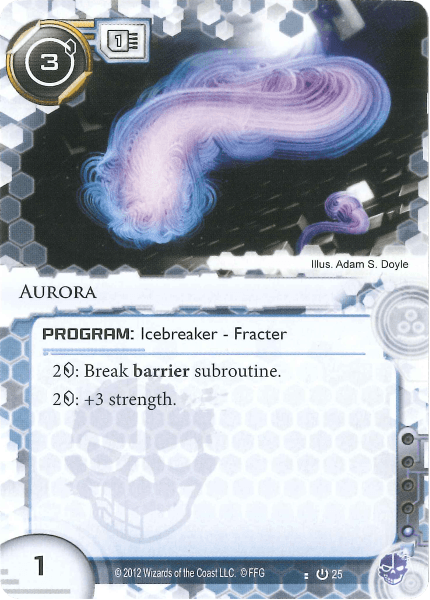 3
1
Illus. Adam S. Doyle
AURORA
PROGRAM: Icebreaker - Fracter
2: Break barrier subroutine.
2: +3 strength.
1
© 2012 Wizards of the Coast LLC. © FFG
25